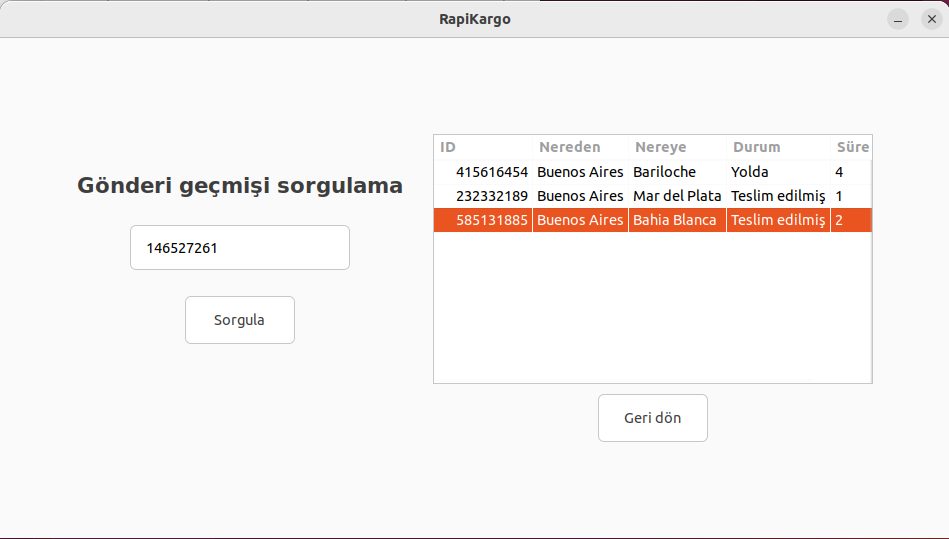 RapiKargo
Gönderi geçmişi sorgulama
146527261
Sorgula
ID Nereden Nereye Durum Süre
415616454 Buenos Aires Bariloche Yolda 4
232332189 Buenos Aires Mar del Plata Teslim edilmiş 1
585131885 Buenos Aires Bahia Blanca Teslim edilmiş 2
Geri dön